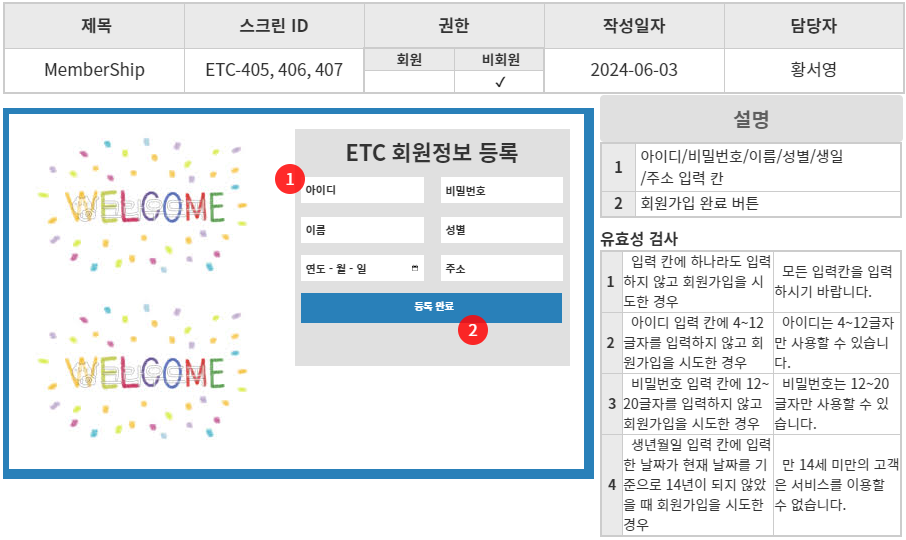 제목 스크린 ID 권한 작성일자 담당자
MemberShip ETC-405, 406, 407 회원 비회원 2024-06-03 황서영
✓
설명
1 아이디/비밀번호/이름/성별/생일
/주소 입력 칸
2 회원가입 완료 버튼
WELCOME
WELCOME
ETC 회원정보 등록
1
아이디 비밀번호
이름 성별
연도 - 월 - 일 주소
등록 완료
2
유효성 검사
1 입력 칸에 하나라도 입력
하지 않고 회원가입을 시
도한 경우
모든 입력칸을 입력
하시기 바랍니다.
2 아이디 입력 칸에 4~12
글자를 입력하지 않고 회
원가입을 시도한 경우
아이디는 4~12글자
만 사용할 수 있습니
다.
3 비밀번호 입력 칸에 12~
20글자를 입력하지 않고
회원가입을 시도한 경우
비밀번호는 12~20
글자만 사용할 수 있
습니다.
4 생년월일 입력 칸에 입력
한 날짜가 현재 날짜를 기
준으로 14년이 되지 않았
을 때 회원가입을 시도한
경우
만 14세 미만의 고객
은 서비스를 이용할
수 없습니다.